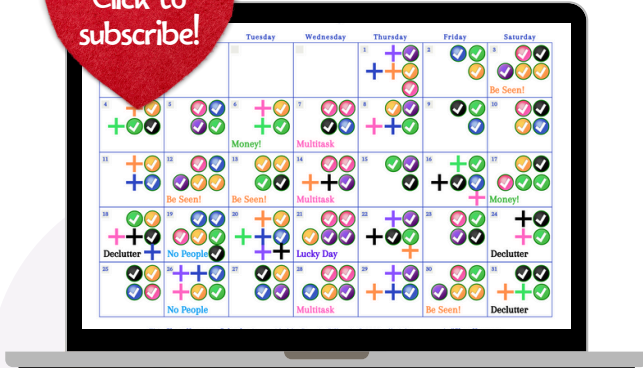 Click to
subscribe!
Tuesday Wednesday Thursday Friday Saturday
1 2 3
Be Seen!
4 5 6 7 8 9 10
Money! Multitask
11 12 13 14 15 16 17
Be Seen! Be Seen! Multitask Money!
18 19 20 21 22 23 24
Declutter No People Lucky Day Declutter
25 26 27 28 29 30 31
No People Multitask Be Seen! Declutter